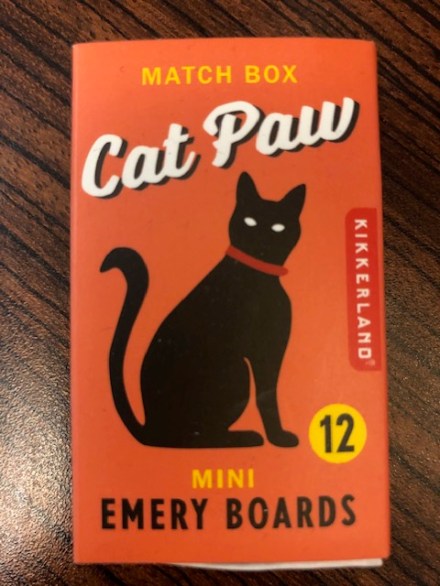 MATCH BOX
Cat Paw
KIKKERLAND®
12
MINI
EMERY BOARDS